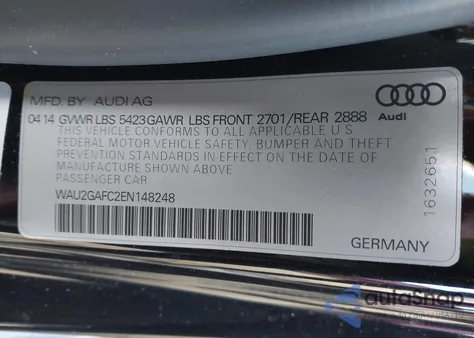 MFD. BY AUDI AG
04 14 GVWR LBS 5423 GAWR LBS FRONT 2701/REAR 2888
THIS VEHICLE CONFORMS TO ALL APPLICABLE U.S.
FEDERAL MOTOR VEHICLE SAFETY, BUMPER AND THEFT
PREVENTION STANDARDS IN EFFECT ON THE DATE OF
MANUFACTURE SHOWN ABOVE
PASSENGER CAR
WAU2GAFC2EN148248
Audi
1632651
GERMANY
autoSnap